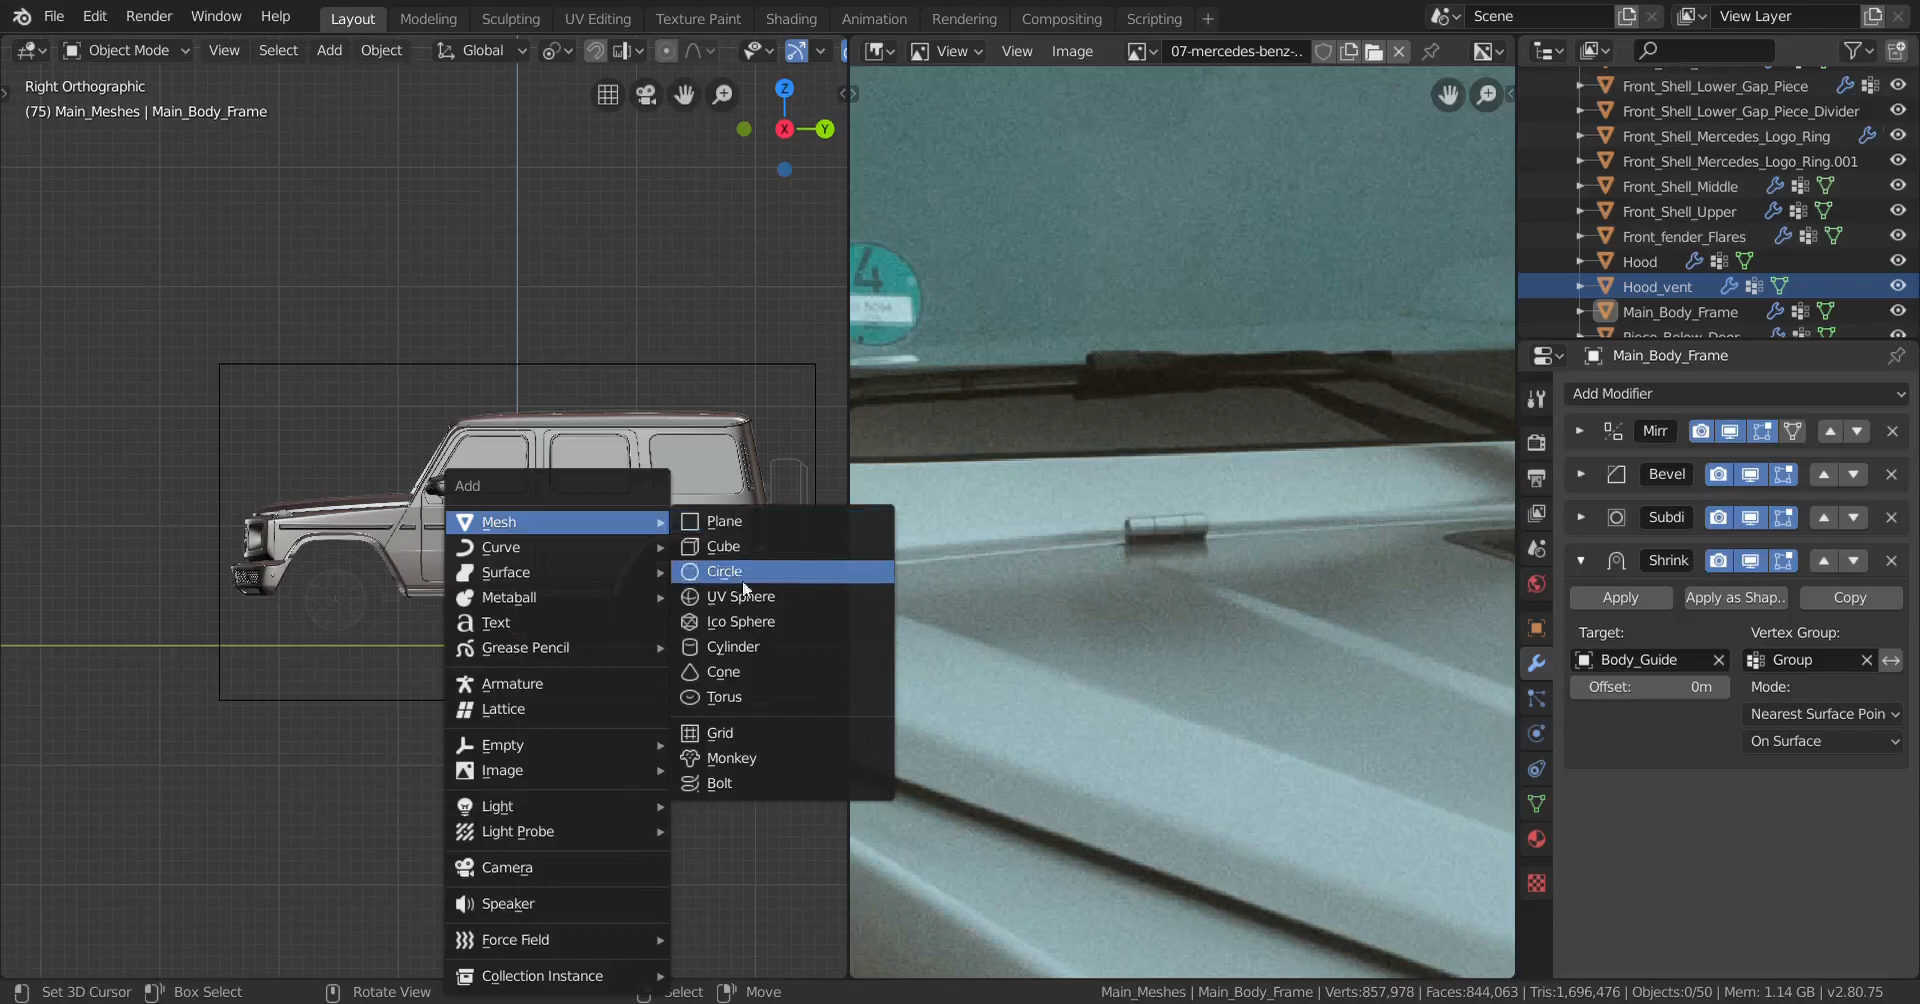 File Edit Render Window Help
Layout Modeling Sculpting UV Editing Texture Paint Shading Animation Rendering Compositing Scripting +
Scene
View Layer
Object Mode View Select Add Object Global
View View Image 07-mercedes-benz-..
Right Orthographic
(75) Main_Meshes | Main_Body_Frame
Z
X
Y
4
Front_Shell_Lower_Gap_Piece
Front_Shell_Lower_Gap_Piece_Divider
Front_Shell_Mercedes_Logo_Ring
Front_Shell_Mercedes_Logo_Ring.001
Front_Shell_Middle
Front_Shell_Upper
Front_fender_Flares
Hood
Hood_vent
Main_Body_Frame
Piece_Below_Door
Main_Body_Frame
Add Modifier
Mirr
Bevel
Subdi
Shrink
Apply Apply as Shap.. Copy
Target: Vertex Group:
Body_Guide Group
Offset: 0m Mode:
Nearest Surface Poin
On Surface
Add
Mesh
Curve
Surface
Metaball
Text
Grease Pencil
Armature
Lattice
Empty
Image
Light
Light Probe
Camera
Speaker
Force Field
Collection Instance
Plane
Cube
Circle
UV Sphere
Ico Sphere
Cylinder
Cone
Torus
Grid
Monkey
Bolt
Set 3D Cursor Box Select Rotate View Select Move
Main_Meshes | Main_Body_Frame | Verts:857,978 | Faces:844,063 | Tris:1,696,476 | Objects:0/50 | Mem: 1.14 GB | v2.80.75